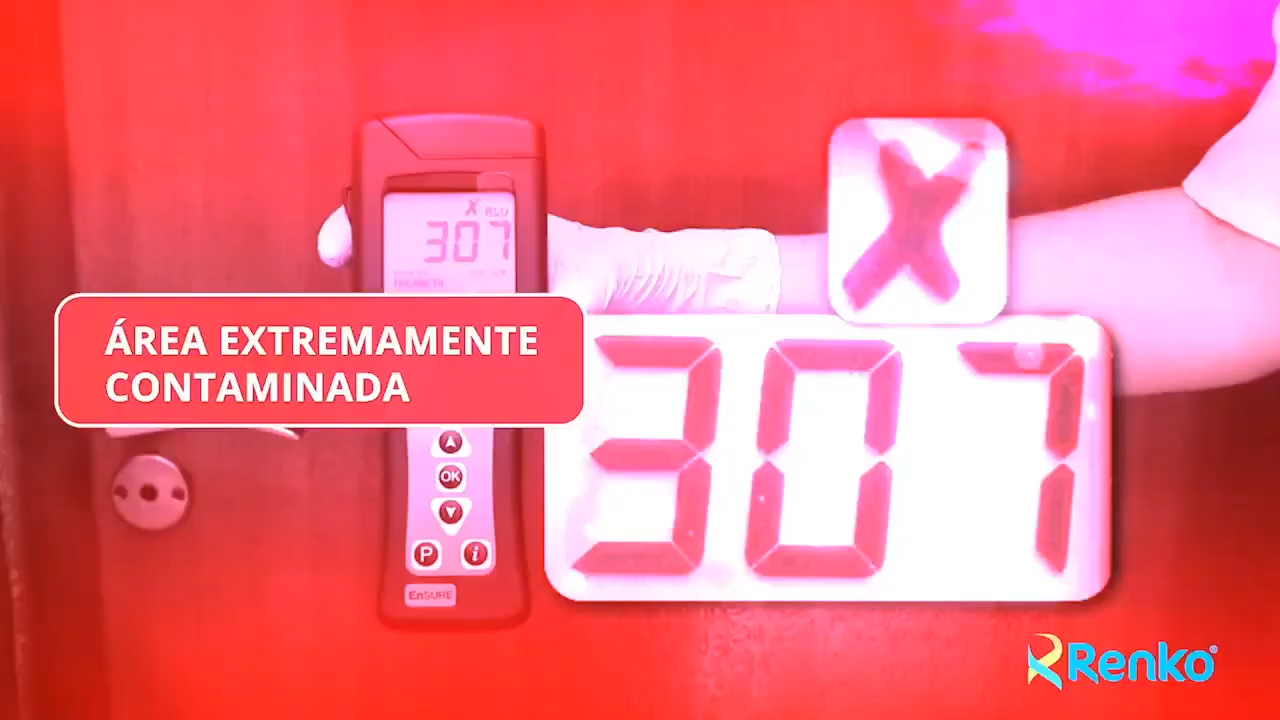 X RLU
307
ÁREA EXTREMAMENTE
CONTAMINADA
X
307
OK
P i
EnSURE
Renko®